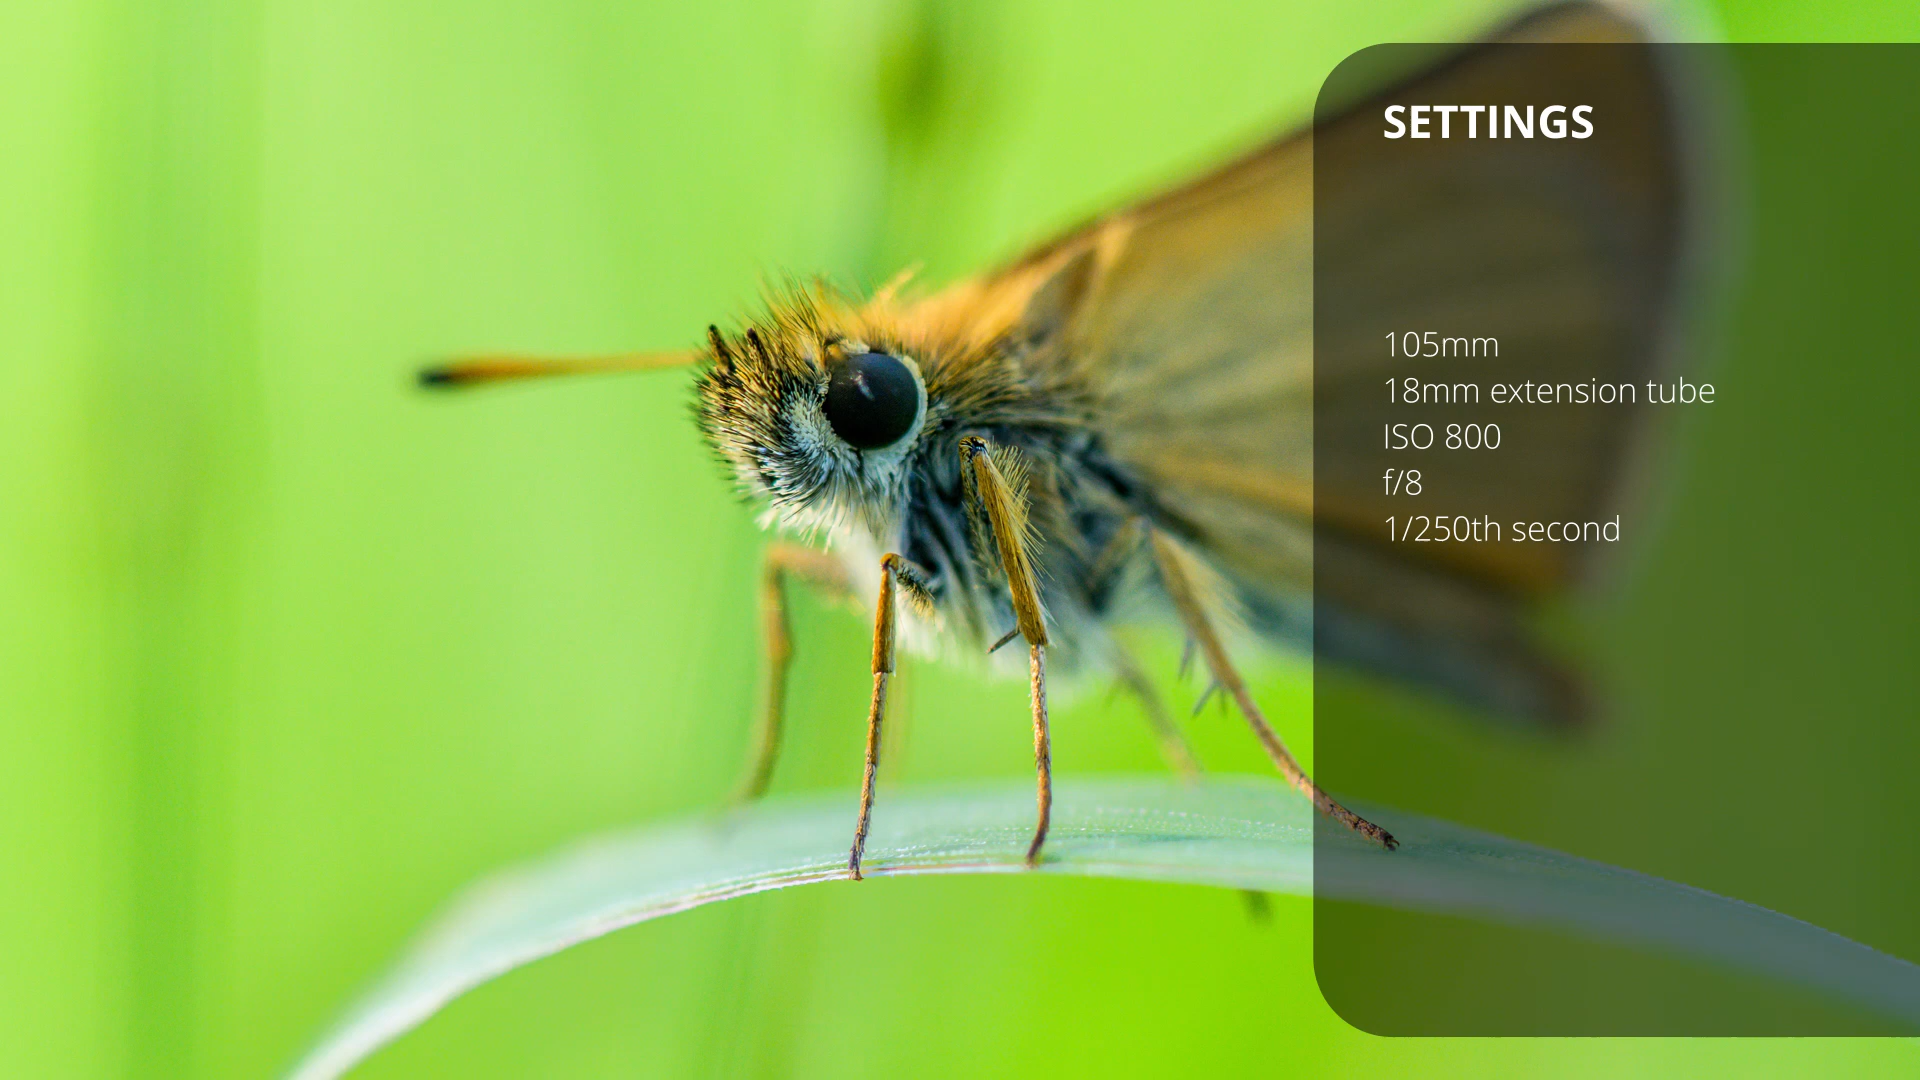 SETTINGS
105mm
18mm extension tube
ISO 800
f/8
1/250th second